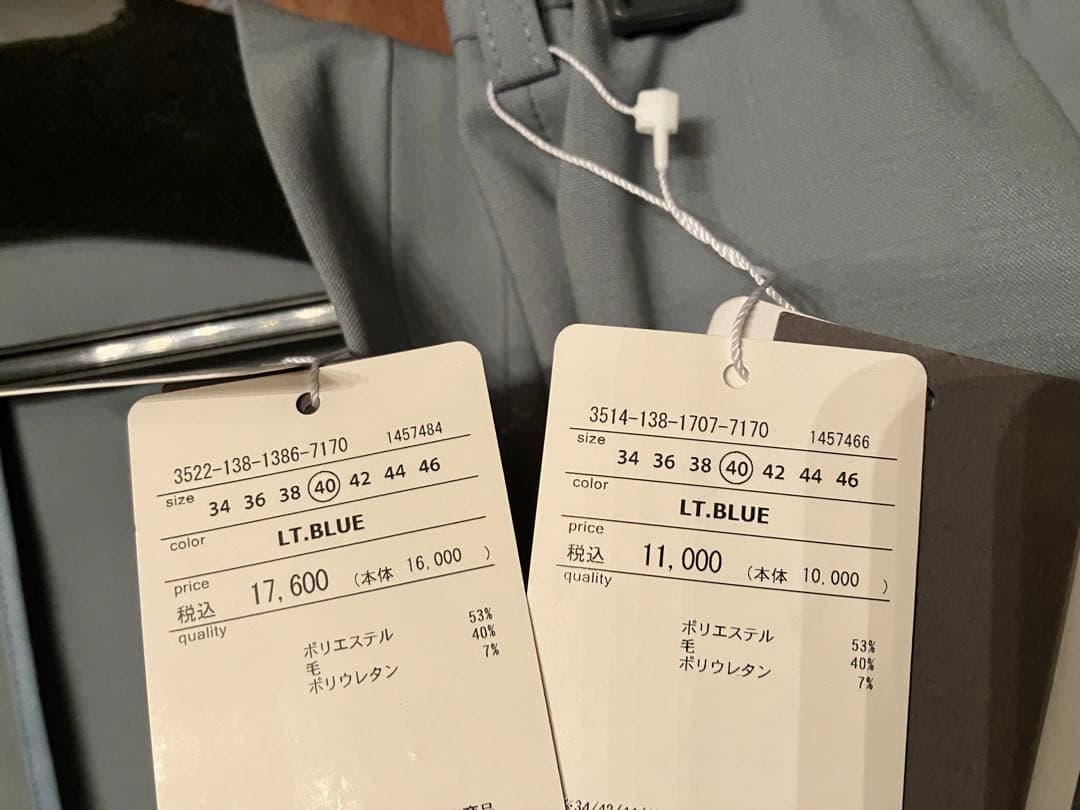 3522-138-1386-7170 1457484
size 34 36 38 40 42 44 46
color LT.BLUE
price
税込 17,600 (本体 16,000 )
quality
ポリエステル 53%
毛 40%
ポリウレタン 7%
3514-138-1707-7170 1457466
size 34 36 38 40 42 44 46
color LT.BLUE
price
税込 11,000 (本体 10,000 )
quality
ポリエステル 53%
毛 40%
ポリウレタン 7%